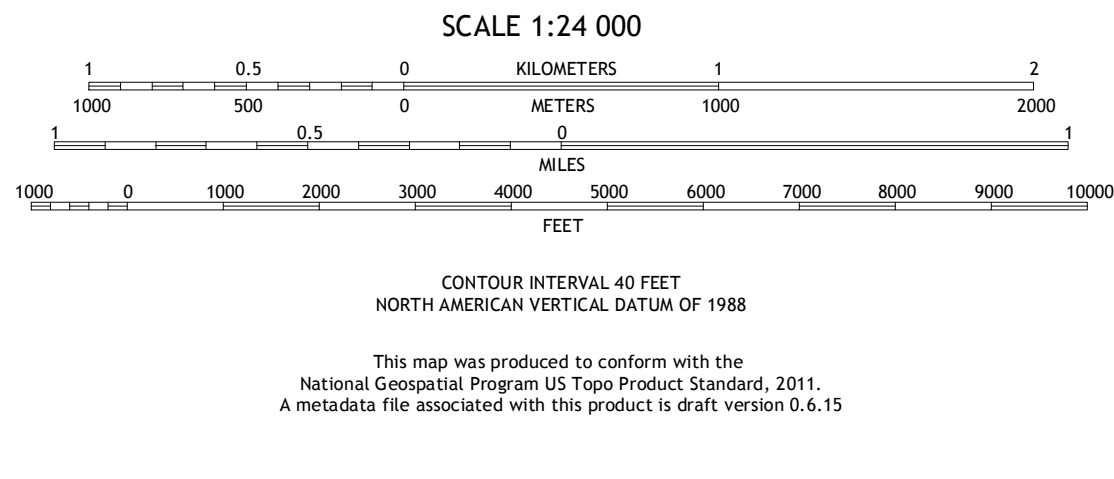 SCALE 1:24 000
1 0.5 0 KILOMETERS 1 2
1000 500 0 METERS 1000 2000
1 0.5 0 1
MILES
1000 0 1000 2000 3000 4000 5000 6000 7000 8000 9000 10000
FEET
CONTOUR INTERVAL 40 FEET
NORTH AMERICAN VERTICAL DATUM OF 1988
This map was produced to conform with the
National Geospatial Program US Topo Product Standard, 2011.
A metadata file associated with this product is draft version 0.6.15